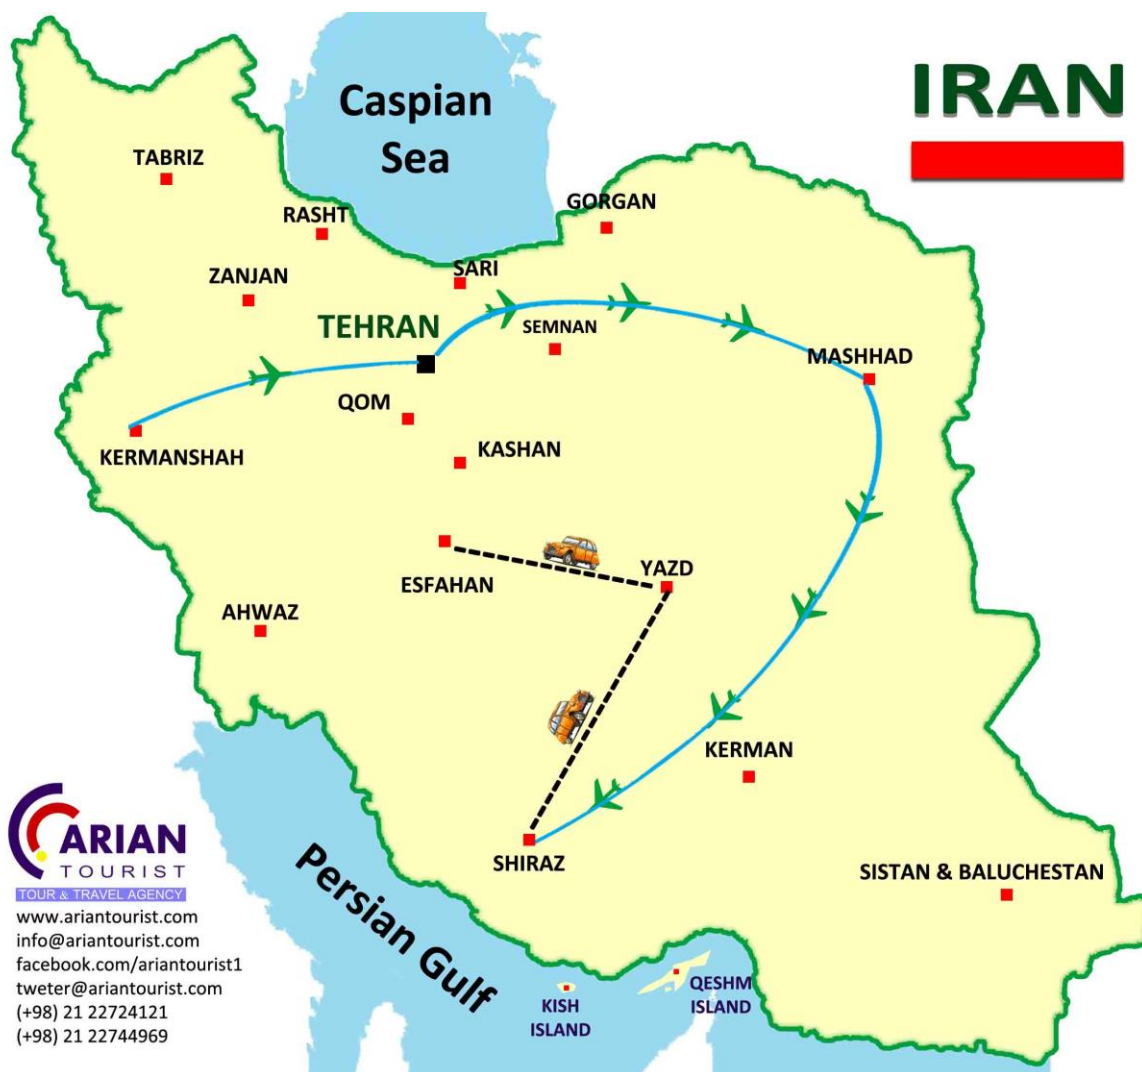 IRAN
Caspian
Sea
TABRIZ
RASHT
GORGAN
ZANJAN
SARI
TEHRAN
SEMNAN
MASHHAD
QOM
KERMANSHAH
KASHAN
ESFAHAN
YAZD
AHWAZ
KERMAN
SHIRAZ
SISTAN & BALUCHESTAN
Persian Gulf
KISH
ISLAND
QESHM
ISLAND
ARIAN
TOURIST
TOUR & TRAVEL AGENCY
www.ariantourist.com
info@ariantourist.com
facebook.com/ariantourist1
tweter@ariantourist.com
(+98) 21 22724121
(+98) 21 22744969